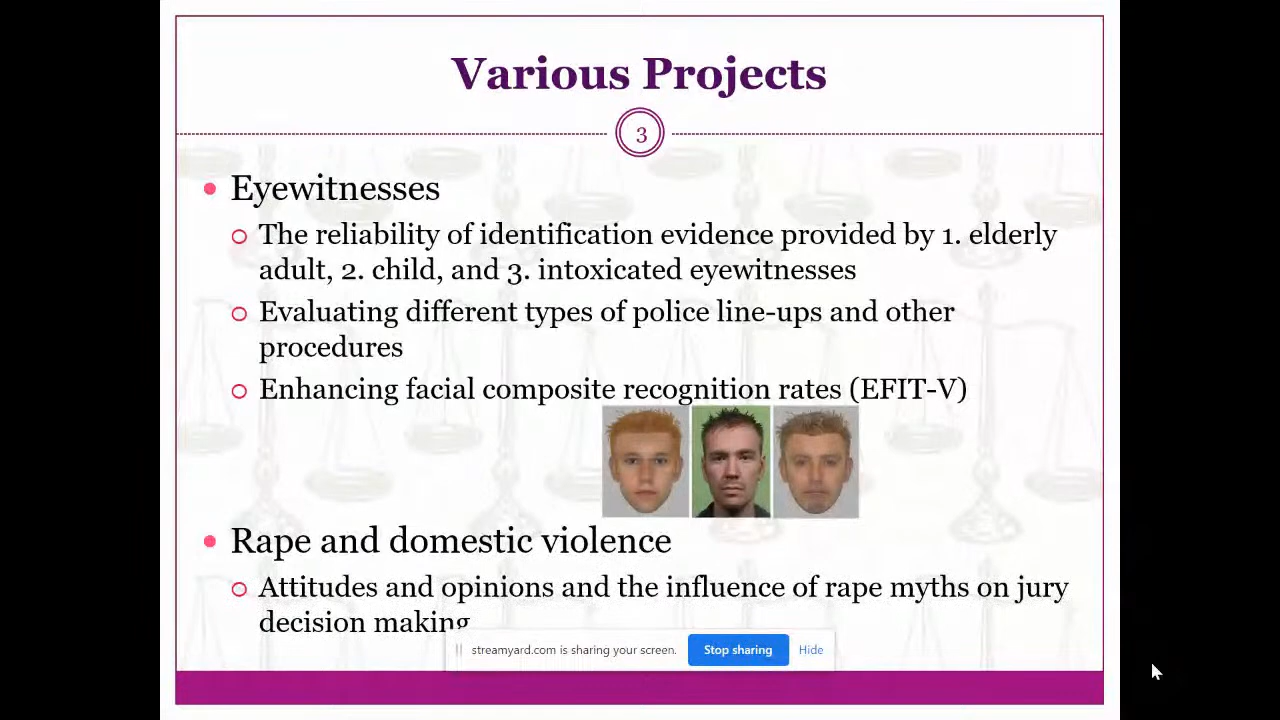 Various Projects
3
Eyewitnesses
The reliability of identification evidence provided by 1. elderly
adult, 2. child, and 3. intoxicated eyewitnesses
Evaluating different types of police line-ups and other
procedures
Enhancing facial composite recognition rates (EFIT-V)
Rape and domestic violence
Attitudes and opinions and the influence of rape myths on jury
decision making
streamyard.com is sharing your screen. Stop sharing Hide